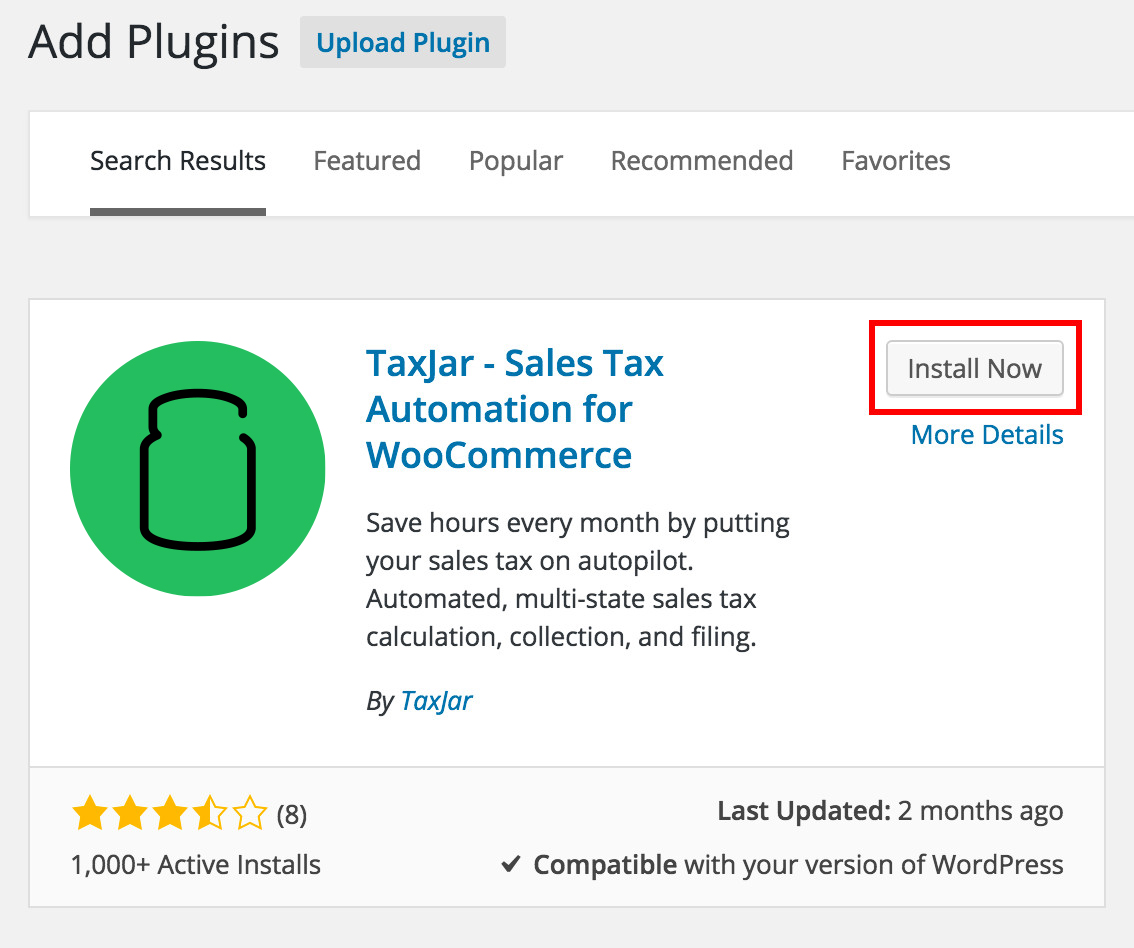 Add Plugins Upload Plugin
Search Results Featured Popular Recommended Favorites
TaxJar - Sales Tax
Automation for
WooCommerce
Install Now
More Details
Save hours every month by putting
your sales tax on autopilot.
Automated, multi-state sales tax
calculation, collection, and filing.
By TaxJar
(8)
1,000+ Active Installs
Last Updated: 2 months ago
Compatible with your version of WordPress